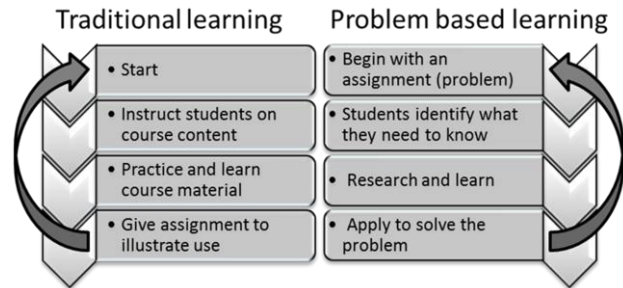 Traditional learning
• Start
• Instruct students on
course content
• Practice and learn
course material
• Give assignment to
illustrate use
Problem based learning
• Begin with an
assignment (problem)
• Students identify what
they need to know
• Research and learn
• Apply to solve the
problem